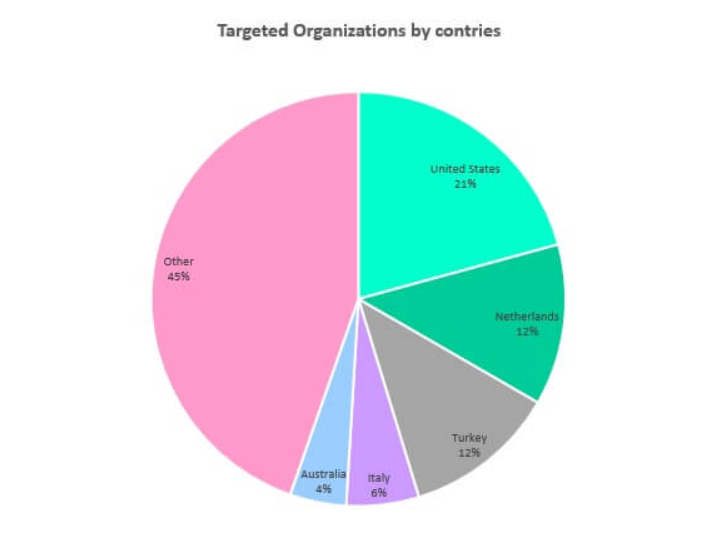 Targeted Organizations by contries
United States
21%
Netherlands
12%
Turkey
12%
Italy
6%
Australia
4%
Other
45%